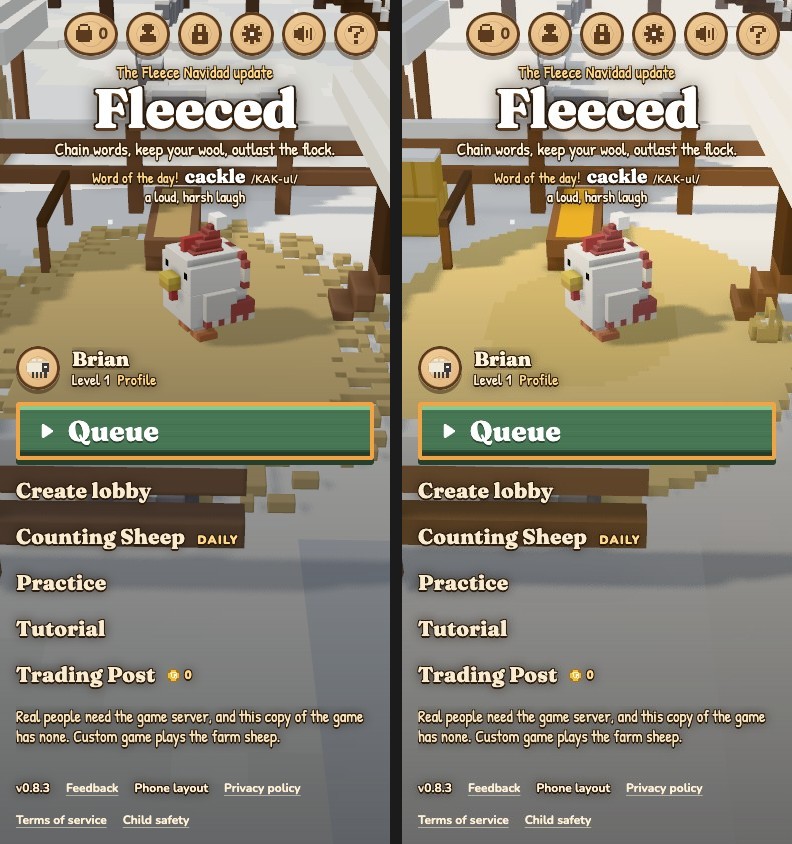 0
The Fleece Navidad update
Fleeced
Chain words, keep your wool, outlast the flock.
Word of the day! cackle /KAK-ul/
a loud, harsh laugh
Brian
Level 1 Profile
Queue
Create lobby
Counting Sheep DAILY
Practice
Tutorial
Trading Post 0
Real people need the game server, and this copy of the game
has none. Custom game plays the farm sheep.
v0.8.3 Feedback Phone layout Privacy policy
Terms of service Child safety
0
The Fleece Navidad update
Fleeced
Chain words, keep your wool, outlast the flock.
Word of the day! cackle /KAK-ul/
a loud, harsh laugh
Brian
Level 1 Profile
Queue
Create lobby
Counting Sheep DAILY
Practice
Tutorial
Trading Post 0
Real people need the game server, and this copy of the game
has none. Custom game plays the farm sheep.
v0.8.3 Feedback Phone layout Privacy policy
Terms of service Child safety